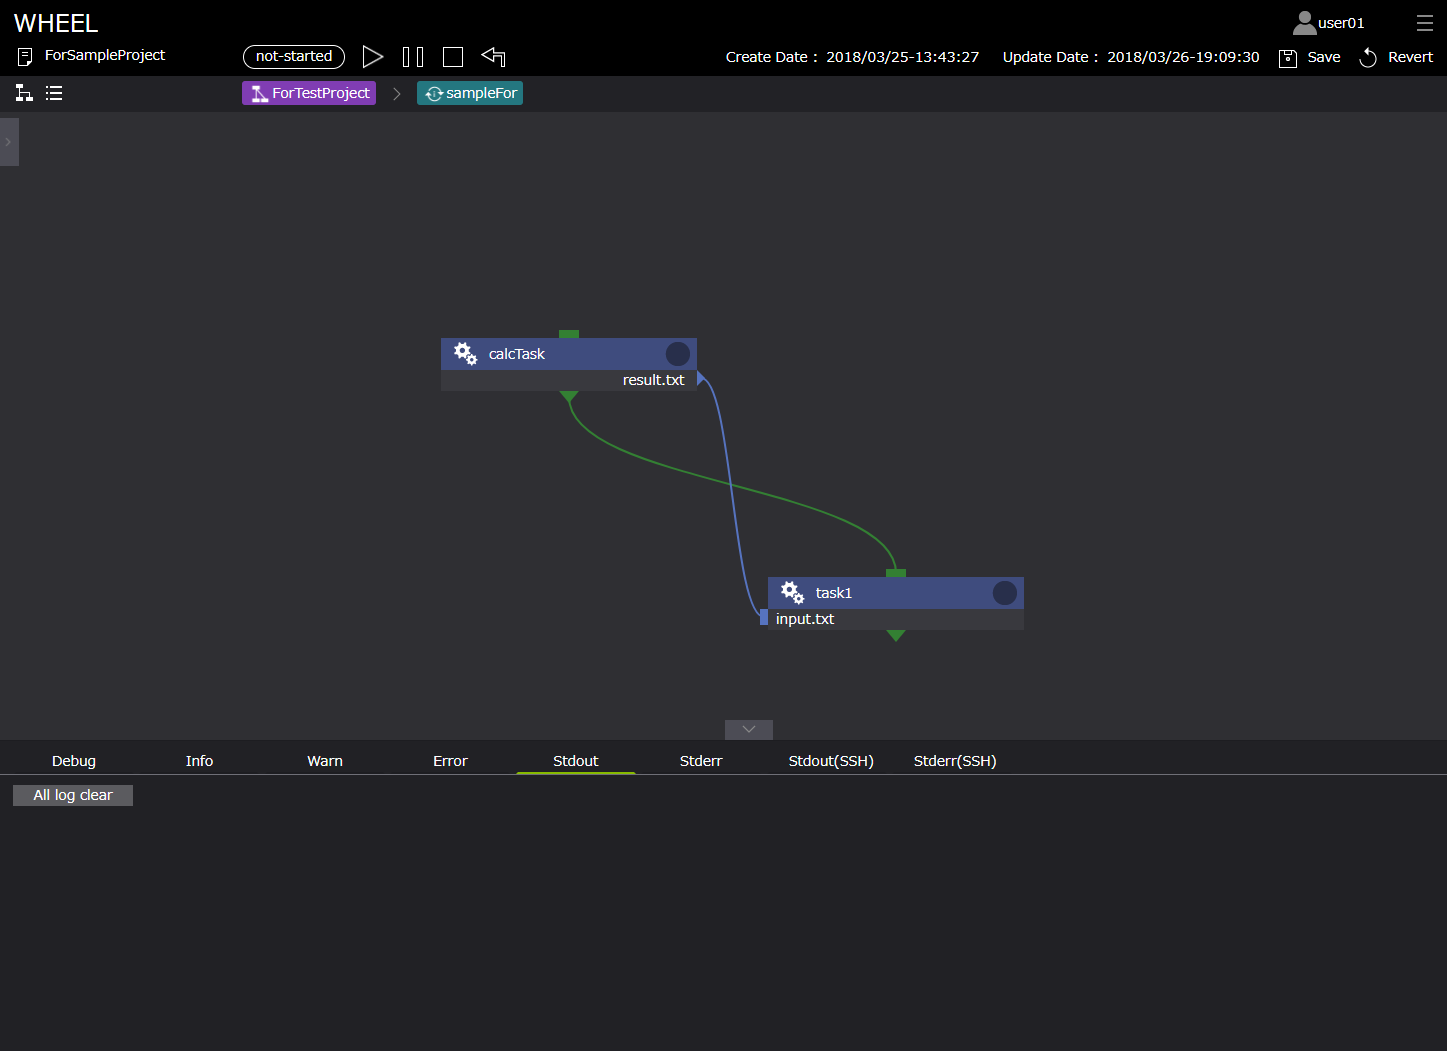 WHEEL
user01
ForSampleProject
not-started
Create Date : 2018/03/25-13:43:27
Update Date : 2018/03/26-19:09:30
Save
Revert
ForTestProject
sampleFor
calcTask
result.txt
task1
input.txt
Debug
Info
Warn
Error
Stdout
Stderr
Stdout(SSH)
Stderr(SSH)
All log clear